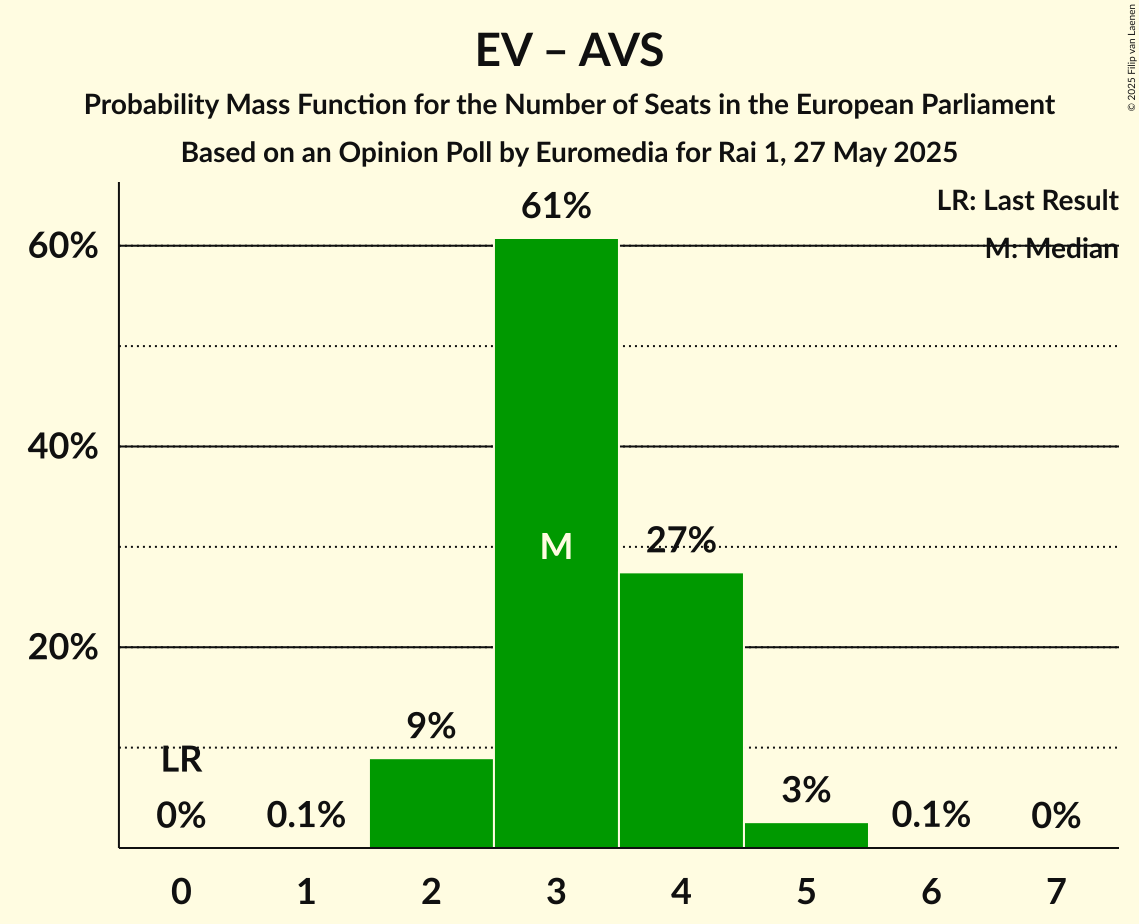 EV – AVS
Probability Mass Function for the Number of Seats in the European Parliament
Based on an Opinion Poll by Euromedia for Rai 1, 27 May 2025
© 2025 Filip van Laenen
LR: Last Result
M: Median
60%
40%
20%
61%
M
27%
9%
LR
0%
0.1%
3%
0.1%
0%
0 1 2 3 4 5 6 7